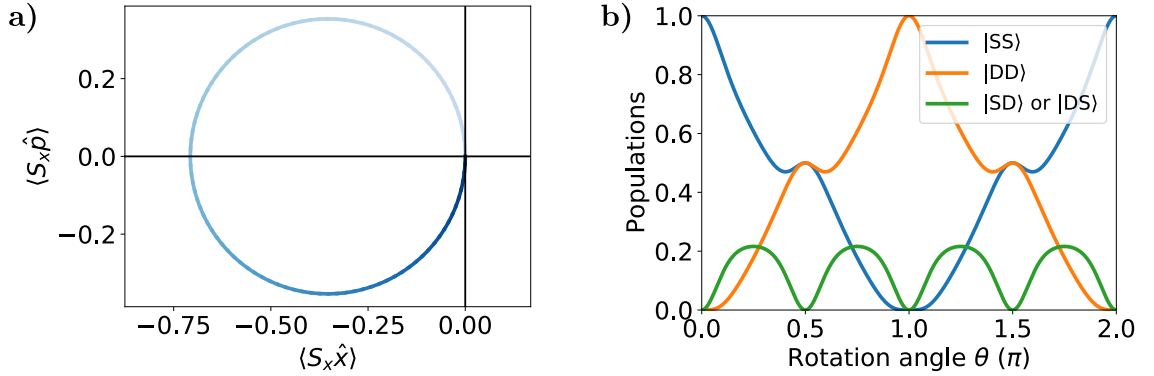 a)
0.2
0.0
−0.2
⟨Sₓp̂⟩
−0.75
−0.50
−0.25
0.00
⟨Sₓx̂⟩
b)
1.0
0.8
0.6
0.4
0.2
0.0
Populations
|SS⟩
|DD⟩
|SD⟩ or |DS⟩
0.0
0.5
1.0
1.5
2.0
Rotation angle θ (π)